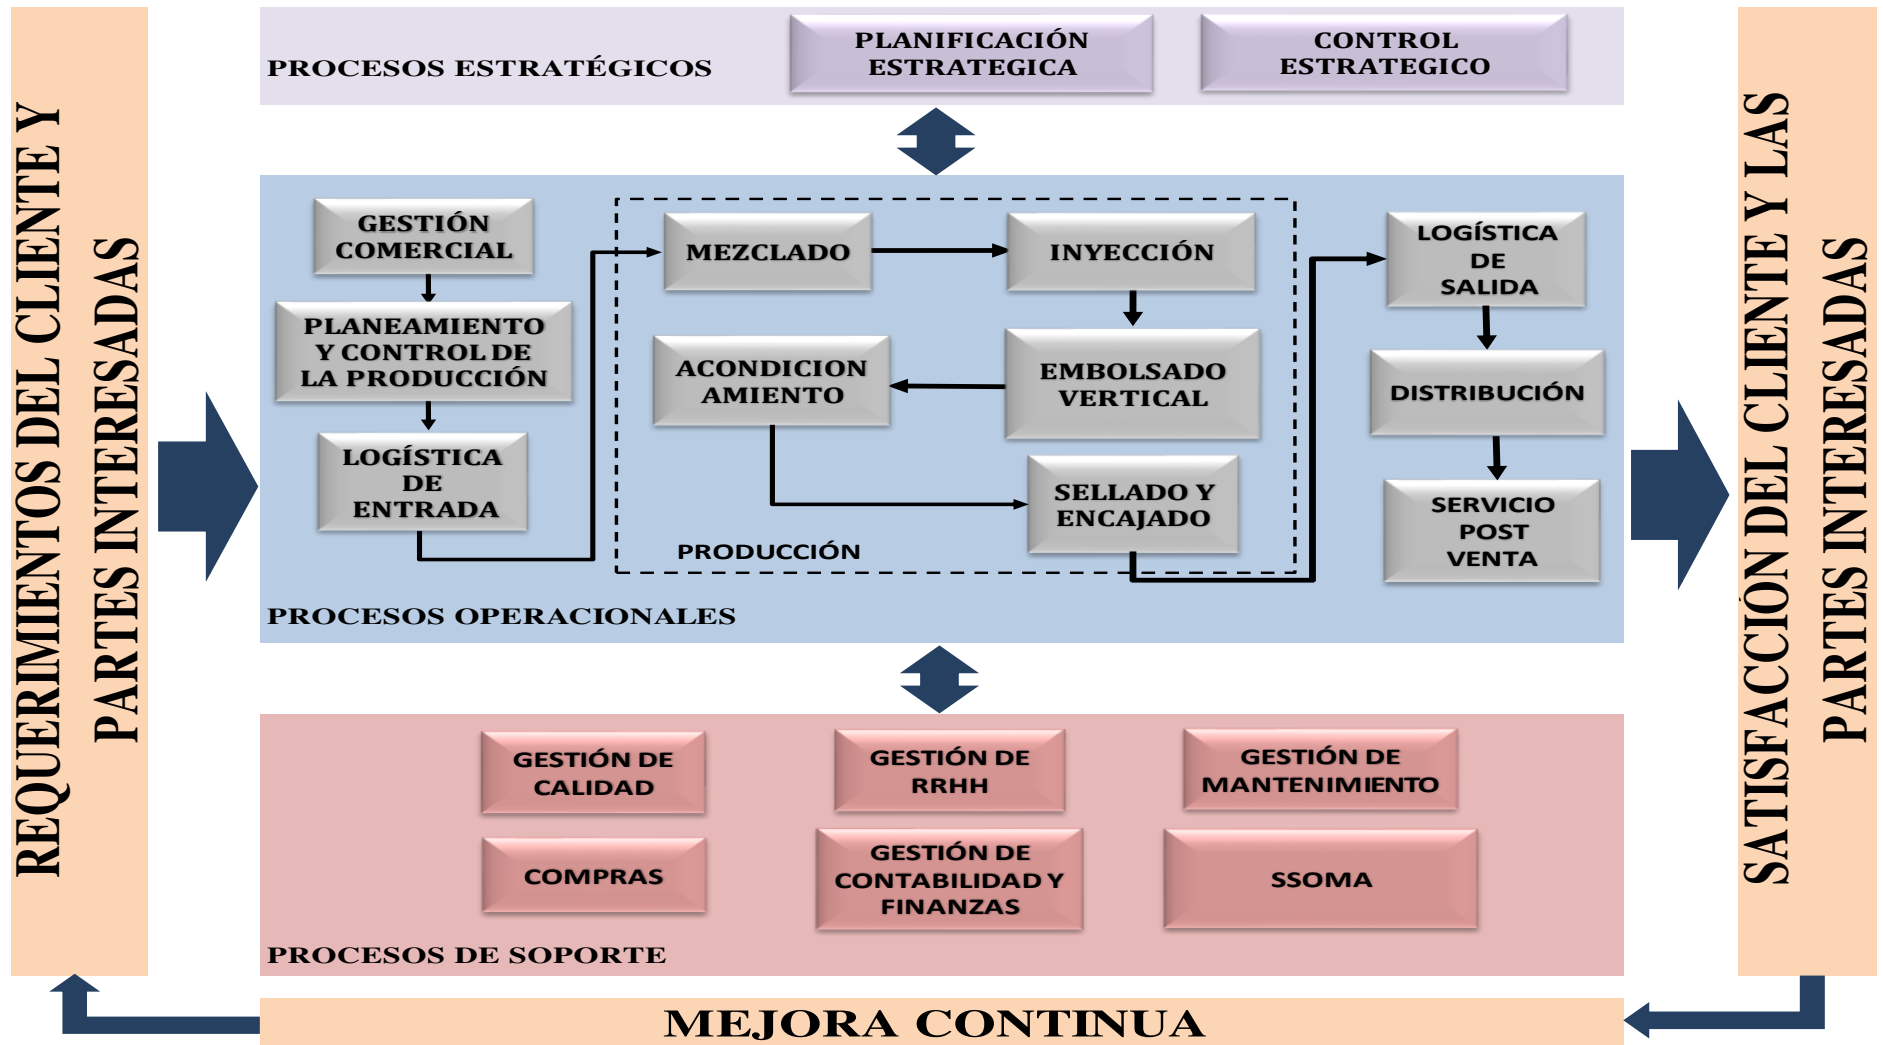 REQUERIMIENTOS DEL CLIENTE Y
PARTES INTERESADAS
PROCESOS ESTRATÉGICOS
PLANIFICACIÓN
ESTRATEGICA
CONTROL
ESTRATEGICO
GESTIÓN
COMERCIAL
PLANEAMIENTO
Y CONTROL DE
LA PRODUCCIÓN
LOGÍSTICA
DE
ENTRADA
MEZCLADO
INYECCIÓN
EMBOLSADO
VERTICAL
ACONDICION
AMIENTO
SELLADO Y
ENCAJADO
PRODUCCIÓN
LOGÍSTICA
DE
SALIDA
DISTRIBUCIÓN
SERVICIO
POST
VENTA
PROCESOS OPERACIONALES
GESTIÓN DE
CALIDAD
GESTIÓN DE
RRHH
GESTIÓN DE
MANTENIMIENTO
COMPRAS
GESTIÓN DE
CONTABILIDAD Y
FINANZAS
SSOMA
PROCESOS DE SOPORTE
SATISFACCIÓN DEL CLIENTE Y LAS
PARTES INTERESADAS
MEJORA CONTINUA